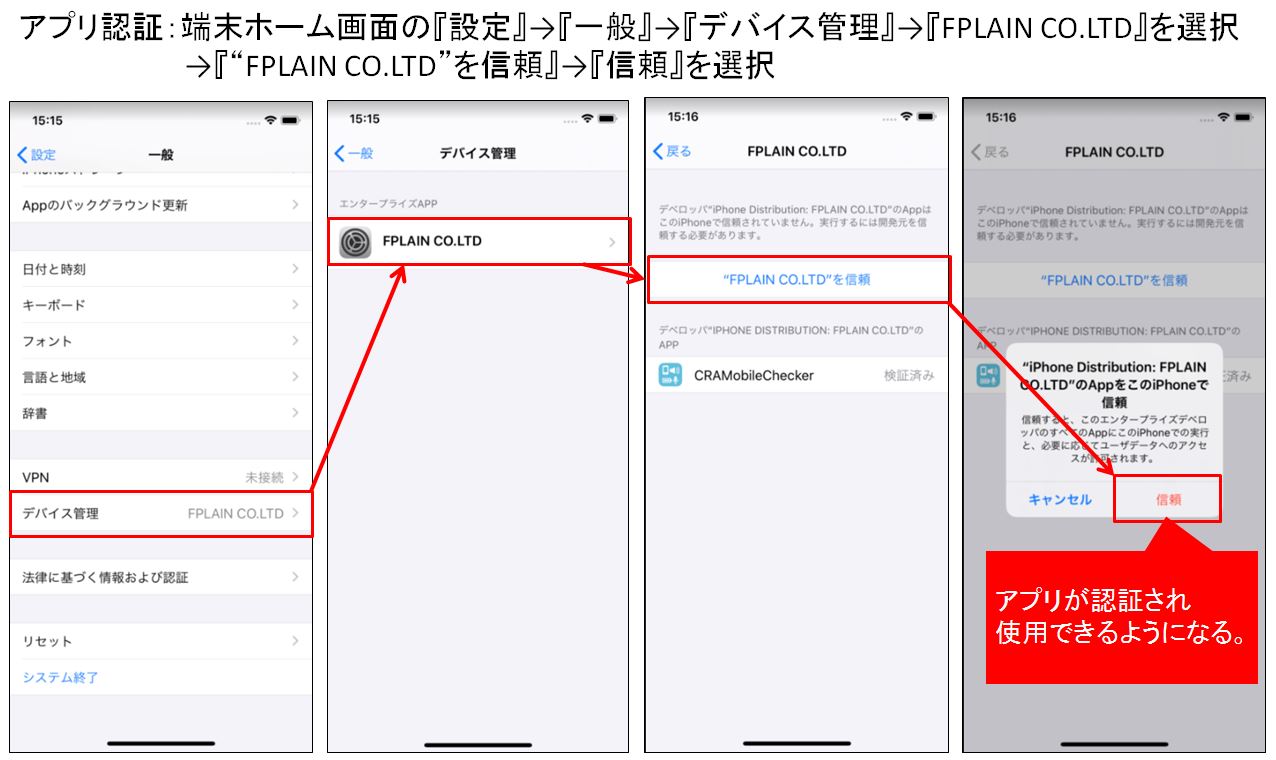 アプリ認証：端末ホーム画面の『設定』→『一般』→『デバイス管理』→『FPLAIN CO.LTD』を選択
→『“FPLAIN CO.LTD”を信頼』→『信頼』を選択
15:15
設定
一般
Appのバックグラウンド更新
日付と時刻
キーボード
フォント
言語と地域
辞書
VPN 未接続
デバイス管理 FPLAIN CO.LTD
法律に基づく情報および認証
リセット
システム終了
15:15
一般
デバイス管理
エンタープライズAPP
FPLAIN CO.LTD
15:16
戻る
FPLAIN CO.LTD
デベロッパ“iPhone Distribution: FPLAIN CO.LTD”のAppは
このiPhoneで信頼されていません。実行するには開発元を信
頼する必要があります。
“FPLAIN CO.LTD”を信頼
デベロッパ“IPHONE DISTRIBUTION: FPLAIN CO.LTD”の
APP
CRAMobileChecker 検証済み
15:16
戻る
FPLAIN CO.LTD
デベロッパ“iPhone Distribution: FPLAIN CO.LTD”のAppは
このiPhoneで信頼されていません。実行するには開発元を信
頼する必要があります。
“FPLAIN CO.LTD”を信頼
デベロッパ“IPHONE DISTRIBUTION: FPLAIN CO.LTD”の
APP
“iPhone Distribution: FPLAIN
CO.LTD”のAppをこのiPhoneで
信頼
信頼すると、このエンタープライズデベロ
ッパのすべてのAppにこのiPhoneでの実行
と、必要に応じてユーザデータへのアクセ
スが許可されます。
キャンセル
信頼
アプリが認証され
使用できるようになる。